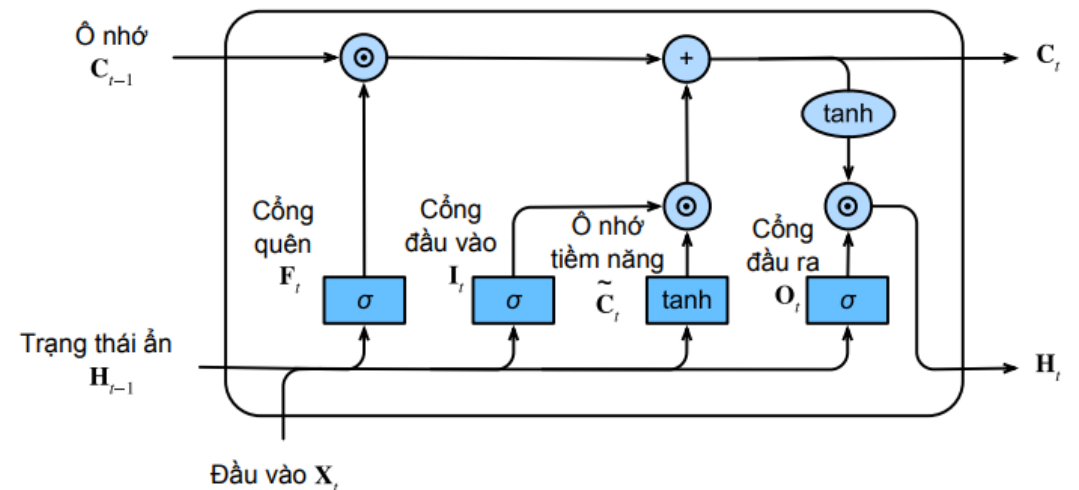 Ô nhớ
C_{t-1}
⊙
+
C_t
tanh
Cổng
quên
F_t
Cổng
đầu vào
I_t
⊙
Ô nhớ
tiềm năng
C̃_t
Cổng
đầu ra
O_t
⊙
σ
σ
tanh
σ
Trạng thái ẩn
H_{t-1}
H_t
Đầu vào X_t